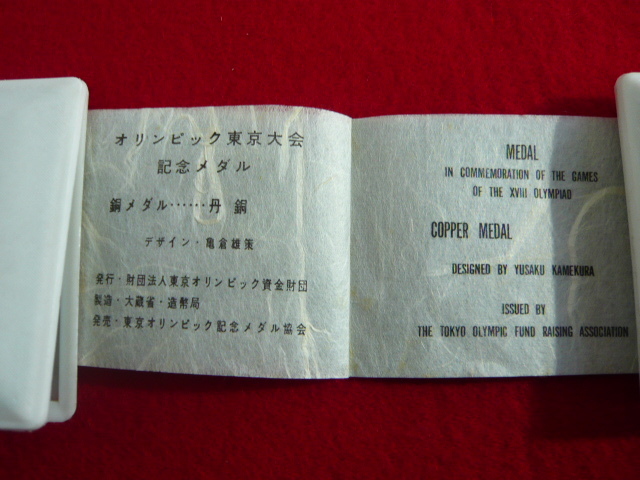 オリンピック東京大会
記念メダル
銅メダル……丹 銅
デザイン・亀倉雄策
発行・財団法人東京オリンピック資金財団
製造・大蔵省・造幣局
発売・東京オリンピック記念メダル協会
MEDAL
IN COMMEMORATION OF THE GAMES
OF THE XVIII OLYMPIAD
COPPER MEDAL
DESIGNED BY YUSAKU KAMEKURA
ISSUED BY
THE TOKYO OLYMPIC FUND RAISING ASSOCIATION